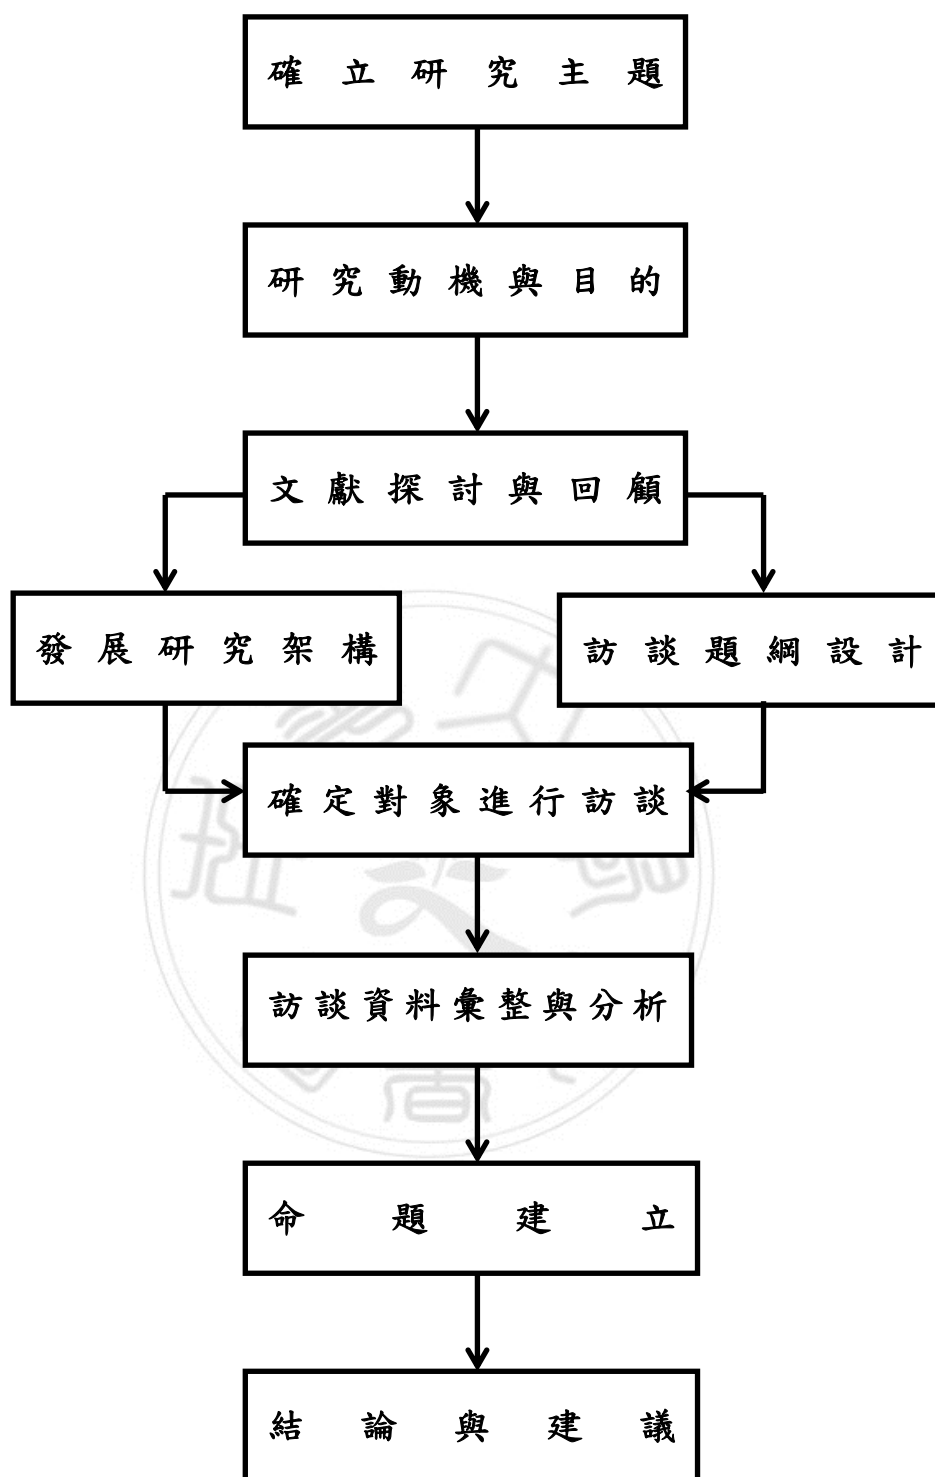 確立研究主題
研究動機與目的
文獻探討與回顧
發展研究架構
訪談題綱設計
確定對象進行訪談
訪談資料彙整與分析
命題建立
結論與建議